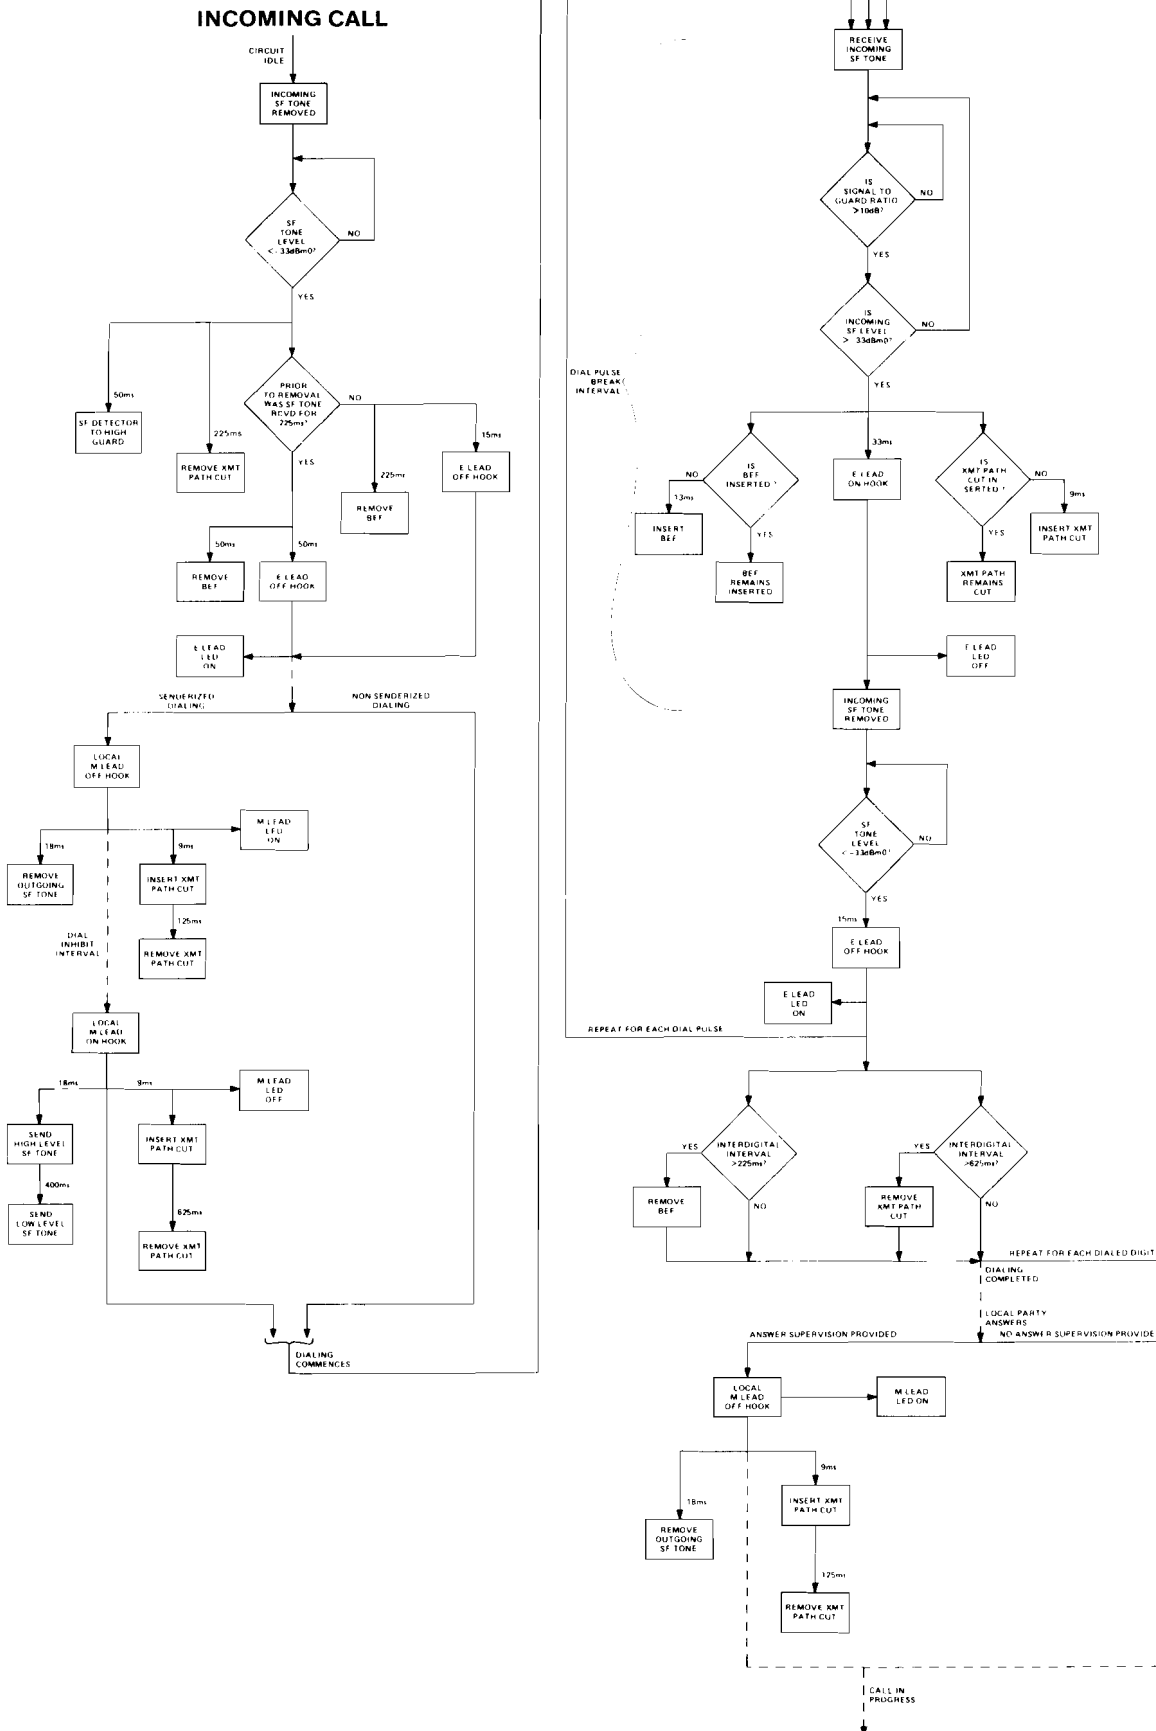 INCOMING CALL
CIRCUIT
IDLE
INCOMING
SF TONE
REMOVED
SF
TONE
LEVEL
<-33dBm0?
NO
YES
50ms
SF DETECTOR
TO HIGH
GUARD
225ms
REMOVE XMT
PATH CUT
PRIOR
TO REMOVAL
WAS SF TONE
RCVD FOR
225ms?
NO
YES
225ms
REMOVE
BEF
15ms
E LEAD
OFF HOOK
50ms
REMOVE
BEF
50ms
E LEAD
OFF HOOK
E LEAD
LED
ON
SENDERIZED
DIALING
NON SENDERIZED
DIALING
LOCAL
M LEAD
OFF HOOK
M LEAD
LED
ON
18ms
REMOVE
OUTGOING
SF TONE
9ms
INSERT XMT
PATH CUT
125ms
REMOVE XMT
PATH CUT
DIAL
INHIBIT
INTERVAL
LOCAL
M LEAD
ON HOOK
18ms
9ms
M LEAD
LED
OFF
SEND
HIGH LEVEL
SF TONE
400ms
SEND
LOW LEVEL
SF TONE
INSERT XMT
PATH CUT
625ms
REMOVE XMT
PATH CUT
DIALING
COMMENCES
RECEIVE
INCOMING
SF TONE
IS
SIGNAL TO
GUARD RATIO
>10dB?
NO
YES
IS
INCOMING
SF LEVEL
> 33dBm0?
NO
YES
DIAL PULSE
BREAK
INTERVAL
IS
BEF
INSERTED ?
NO
13ms
INSERT
BEF
YES
BEF
REMAINS
INSERTED
33ms
E LEAD
ON HOOK
IS
XMT PATH
CUT IN
SERTED ?
NO
9ms
INSERT XMT
PATH CUT
YES
XMT PATH
REMAINS
CUT
E LEAD
LED
OFF
INCOMING
SF TONE
REMOVED
SF
TONE
LEVEL
<-33dBm0?
NO
YES
15ms
E LEAD
OFF HOOK
E LEAD
LED
ON
REPEAT FOR EACH DIAL PULSE
INTERDIGITAL
INTERVAL
>225ms?
YES
REMOVE
BEF
NO
INTERDIGITAL
INTERVAL
>625ms?
YES
REMOVE
XMT PATH
CUT
NO
REPEAT FOR EACH DIALED DIGIT
DIALING
COMPLETED
LOCAL PARTY
ANSWERS
ANSWER SUPERVISION PROVIDED
NO ANSWER SUPERVISION PROVIDE
LOCAL
M LEAD
OFF HOOK
M LEAD
LED ON
18ms
REMOVE
OUTGOING
SF TONE
9ms
INSERT XMT
PATH CUT
125ms
REMOVE XMT
PATH CUT
CALL IN
PROGRESS